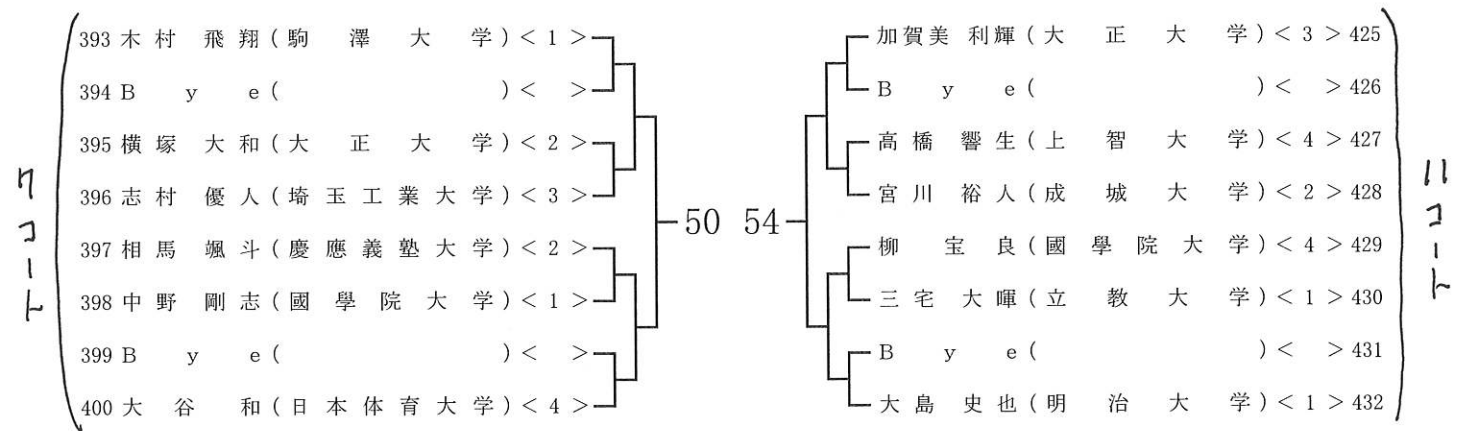 393 木村 飛翔 (駒澤大学) < 1 >
394 Bye ( ) < >
395 横塚 大和 (大正大学) < 2 >
396 志村 優人 (埼玉工業大学) < 3 >
397 相馬 颯斗 (慶應義塾大学) < 2 >
398 中野 剛志 (國學院大学) < 1 >
399 Bye ( ) < >
400 大谷 和 (日本体育大学) < 4 >
50
コート
54
加賀美 利輝 (大正大学) < 3 > 425
Bye ( ) < > 426
高橋 響生 (上智大学) < 4 > 427
宮川 裕人 (成城大学) < 2 > 428
柳 宝良 (國學院大学) < 4 > 429
三宅 大暉 (立教大学) < 1 > 430
Bye ( ) < > 431
大島 史也 (明治大学) < 1 > 432
11コート